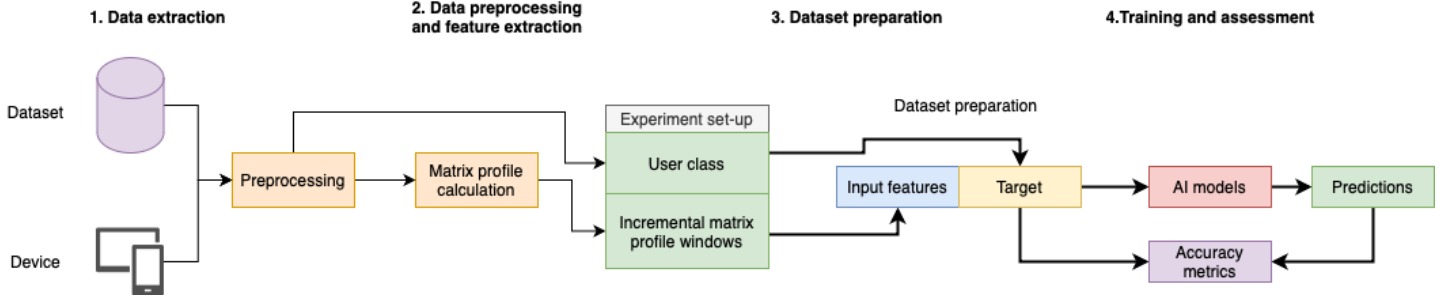 1. Data extraction
2. Data preprocessing
and feature extraction
3. Dataset preparation
4.Training and assessment
Dataset
Device
Preprocessing
Matrix profile
calculation
Experiment set-up
User class
Incremental matrix
profile windows
Dataset preparation
Input features
Target
AI models
Predictions
Accuracy
metrics